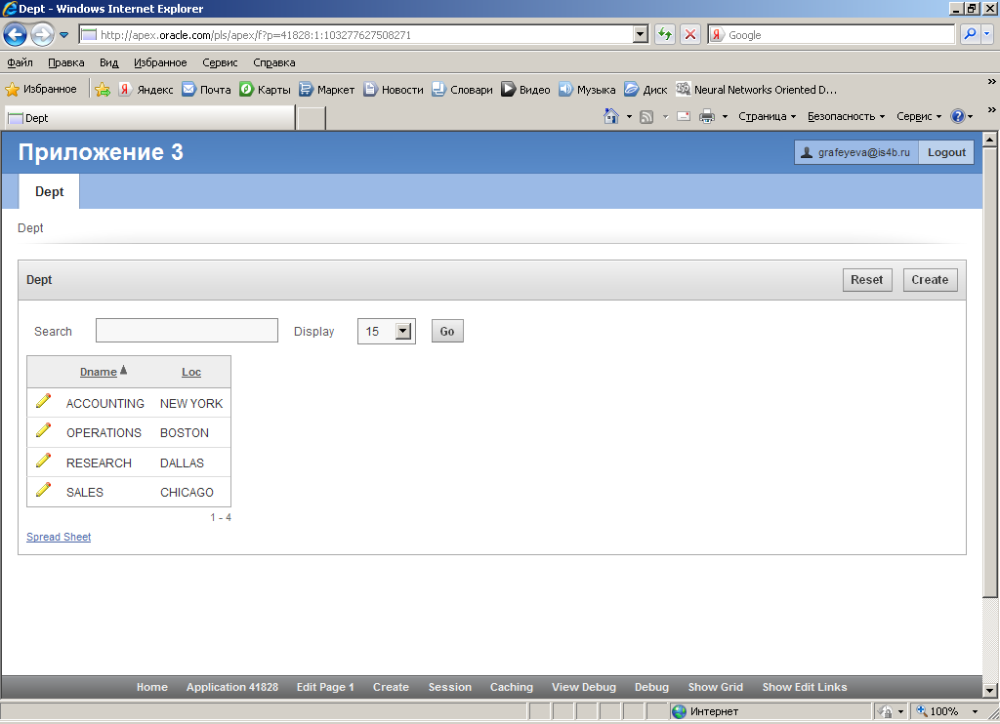 Dept - Windows Internet Explorer
http://apex.oracle.com/pls/apex/f?p=41828:1:103277627508271
Google
Файл Правка Вид Избранное Сервис Справка
Избранное Яндекс Почта Карты Маркет Новости Словари Видео Музыка Диск Neural Networks Oriented D...
Dept
Страница Безопасность Сервис
Приложение 3
grafeyeva@is4b.ru Logout
Dept
Dept
Dept Reset Create
Search Display 15 Go
Dname Loc
ACCOUNTING NEW YORK
OPERATIONS BOSTON
RESEARCH DALLAS
SALES CHICAGO
1 - 4
Spread Sheet
Home Application 41828 Edit Page 1 Create Session Caching View Debug Debug Show Grid Show Edit Links
Интернет 100%